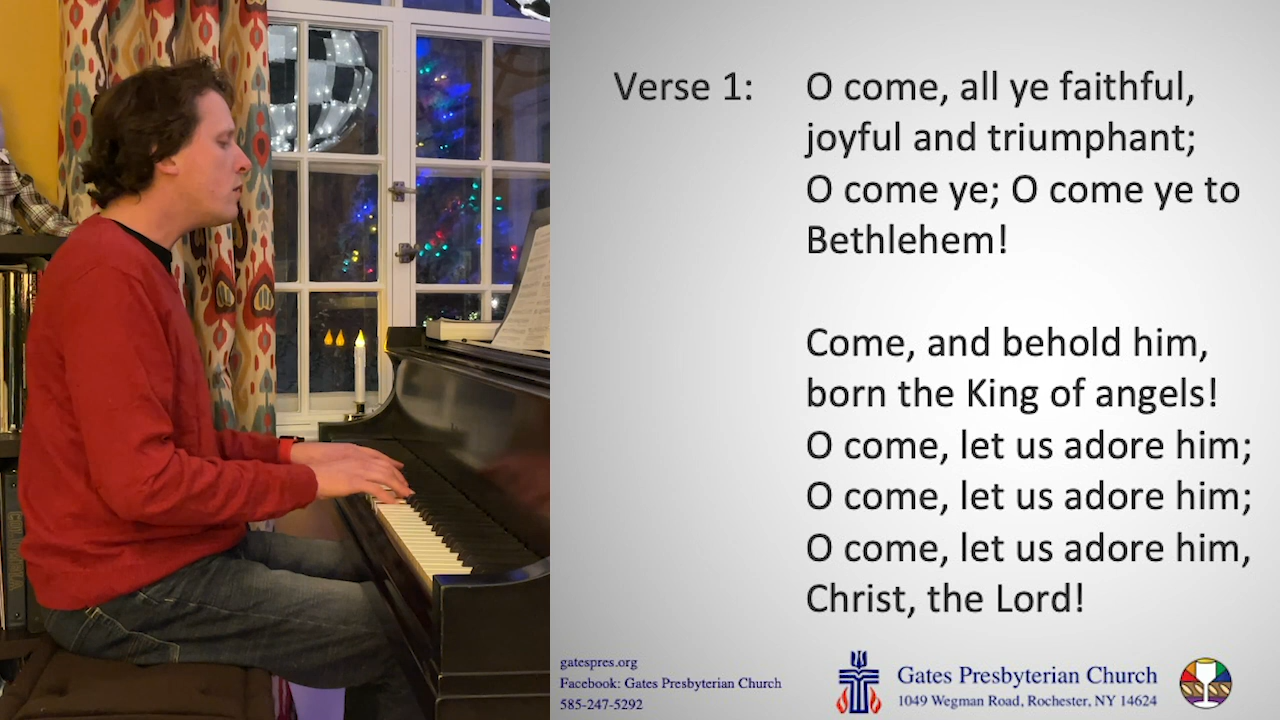 Verse 1: O come, all ye faithful,
joyful and triumphant;
O come ye; O come ye to
Bethlehem!
Come, and behold him,
born the King of angels!
O come, let us adore him;
O come, let us adore him;
O come, let us adore him,
Christ, the Lord!
gatespres.org
Facebook: Gates Presbyterian Church
585-247-5292
Gates Presbyterian Church
1049 Wegman Road, Rochester, NY 14624